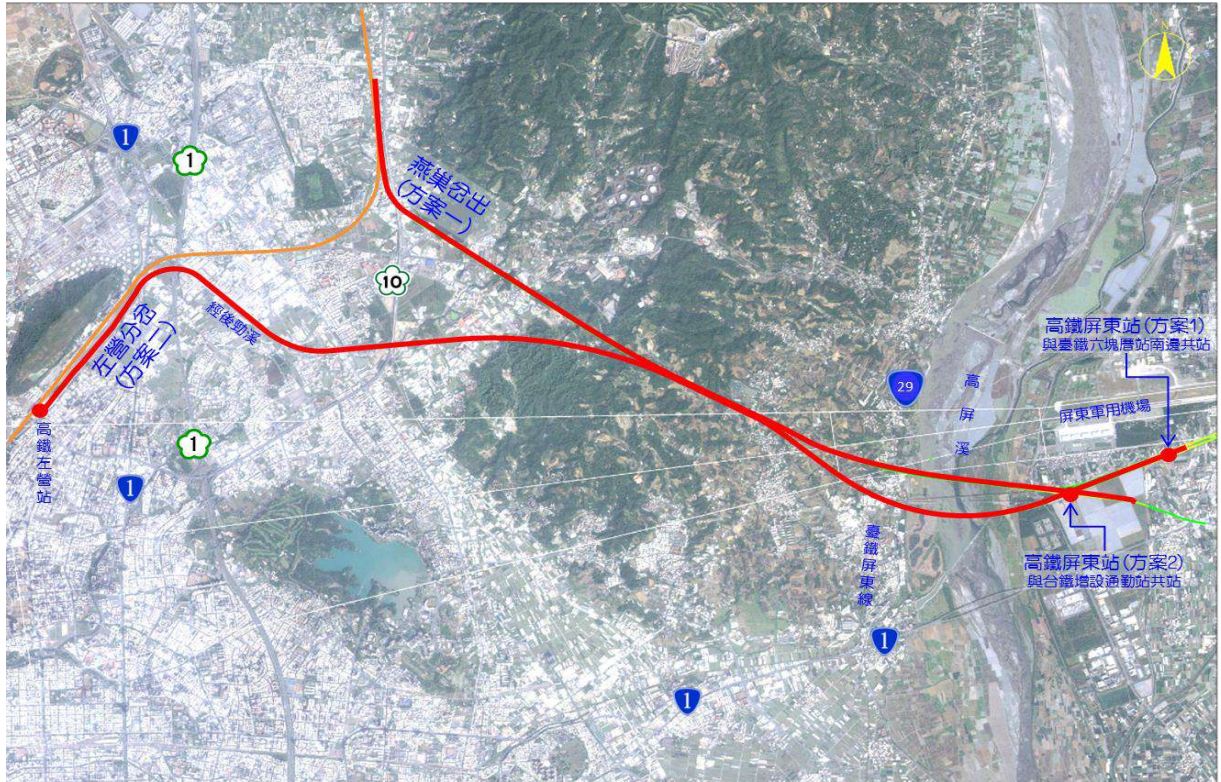 N
1
1
燕巢岔出
(方案一)
10
左營分岔
(方案二)
經後勁溪
高鐵屏東站(方案1)
與臺鐵六塊厝站南邊共站
29
高屏溪
屏東軍用機場
高鐵左營站
1
1
臺鐵屏東線
高鐵屏東站(方案2)
與台鐵增設通勤站共站
1
1